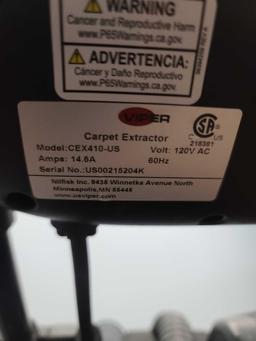 WARNING
Cancer and Reproductive Harm
www.P65Warnings.ca.gov
ADVERTENCIA:
Cáncer y Daño Reproductivo
www.P65Warnings.ca.gov
VIPER
Carpet Extractor
Model:CEX410-US Volt: 120V AC
Amps: 14.6A 60Hz
Serial No.:US00215204K
C US
218381
Nilfisk Inc. 9435 Winnetka Avenue North
Minneapolis,MN 55445
www.usviper.com